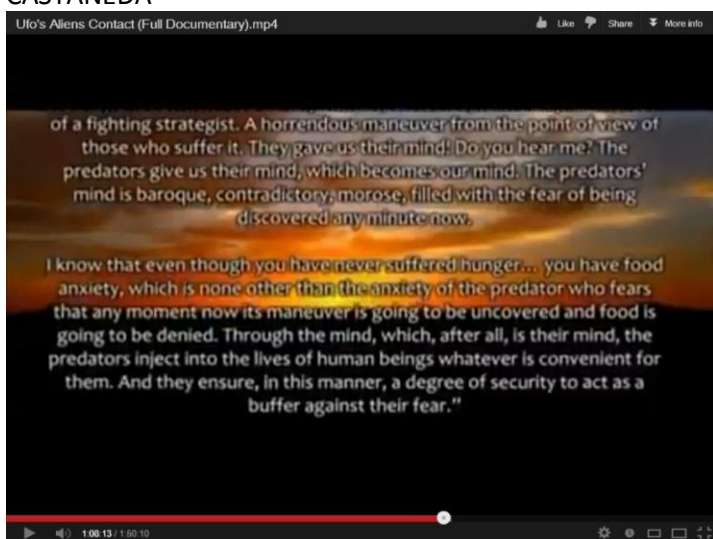 CASTANEDA
Ufo's Aliens Contact (Full Documentary).mp4
Like Share More info
of a fighting strategist. A horrendous maneuver from the point of view of
those who suffer it. They gave us their mind! Do you hear me? The
predators give us their mind, which becomes our mind. The predators'
mind is baroque, contradictory, morose, filled with the fear of being
discovered any minute now.
I know that even though you have never suffered hunger... you have food
anxiety, which is none other than the anxiety of the predator who fears
that any moment now its maneuver is going to be uncovered and food is
going to be denied. Through the mind, which, after all, is their mind, the
predators inject into the lives of human beings whatever is convenient for
them. And they ensure, in this manner, a degree of security to act as a
buffer against their fear."
1:08:13 / 1:50:10